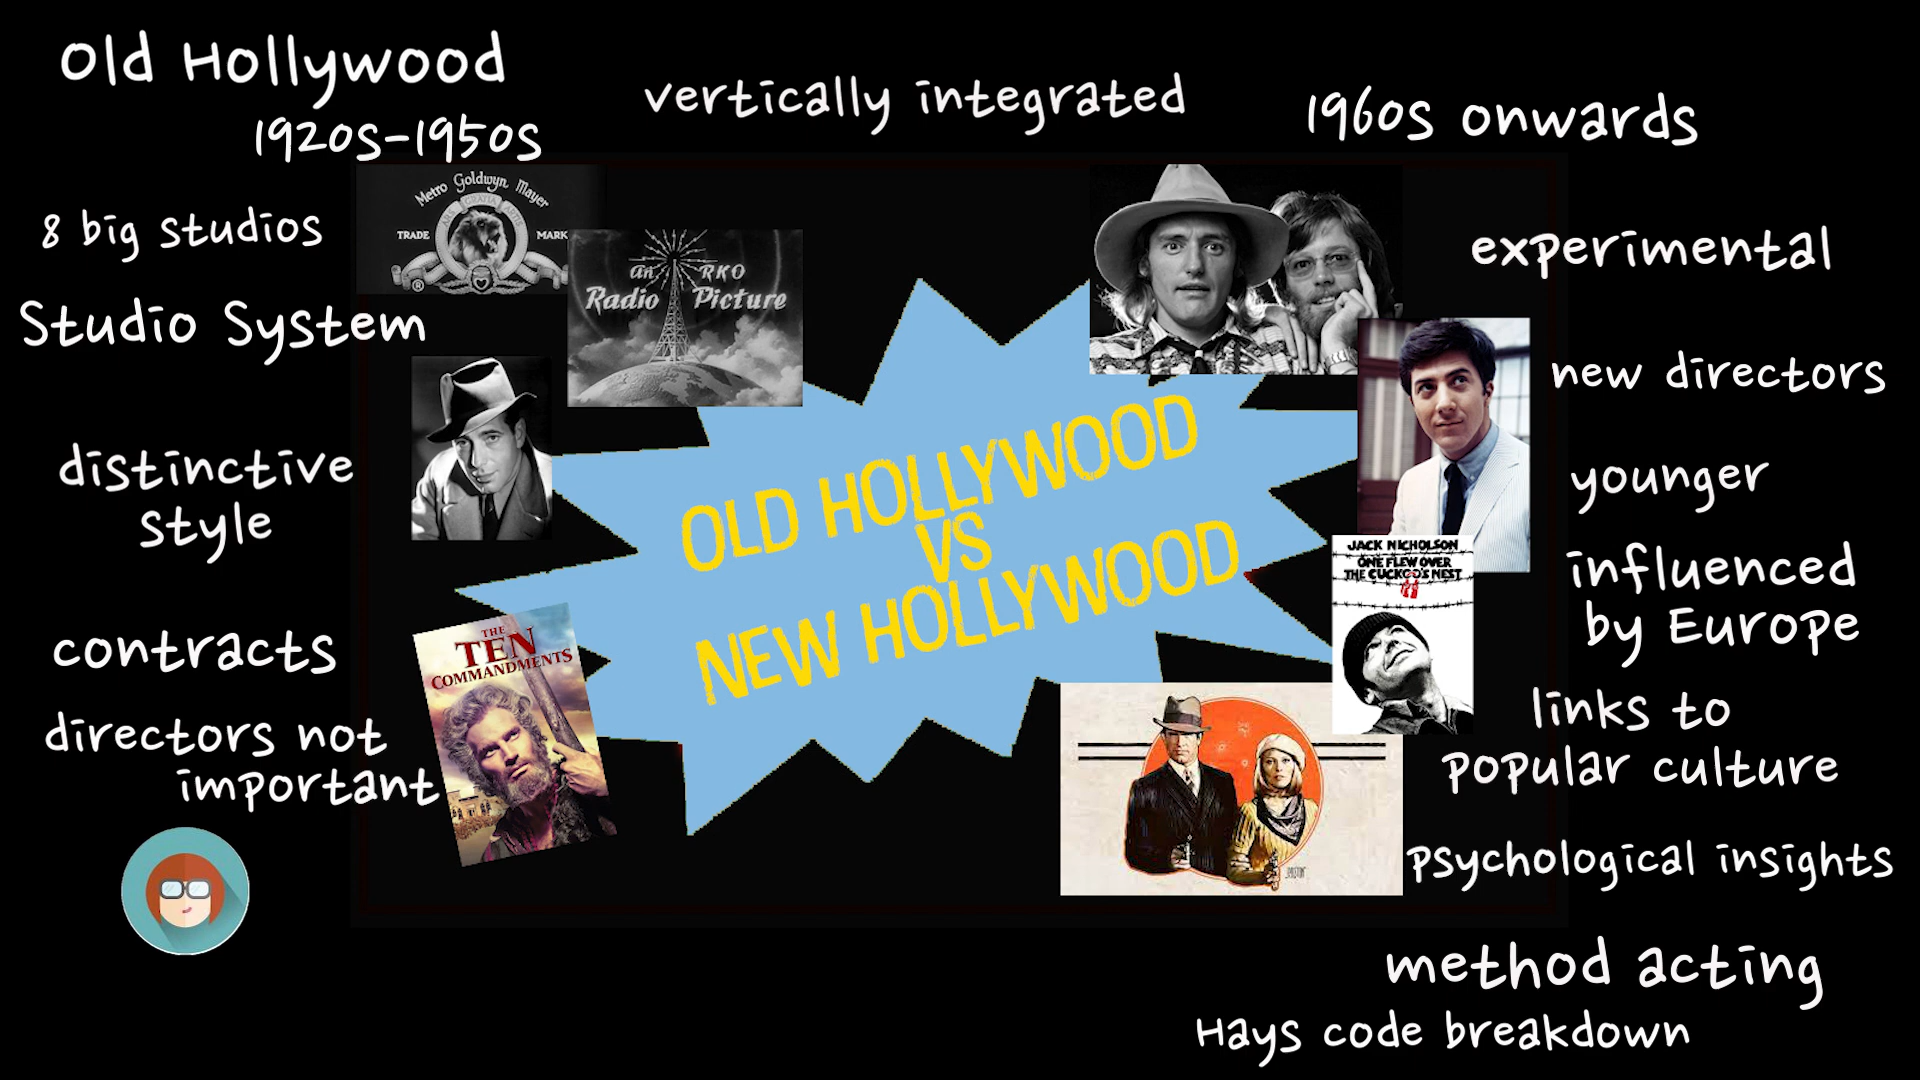 Old Hollywood
1920s-1950s
vertically integrated
1960s onwards
8 big studios
Metro Goldwyn Mayer
TRADE
MARK
®
an RKO
Radio Picture
Studio System
experimental
new directors
distinctive
style
younger
OLD HOLLYWOOD
VS
NEW HOLLYWOOD
JACK NICHOLSON
ONE FLEW OVER
THE CUCKOO'S NEST
influenced
by Europe
contracts
THE
TEN
COMMANDMENTS
directors not
important
links to
popular culture
psychological insights
method acting
Hays code breakdown